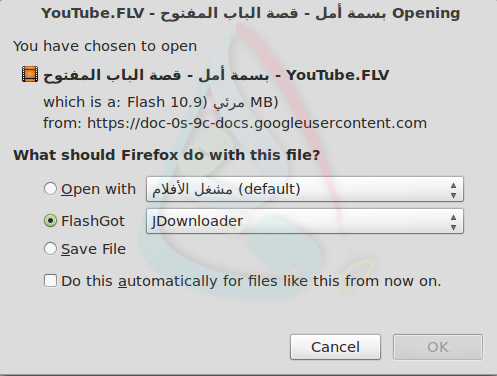 YouTube.FLV - بسمة أمل - قصة الباب المفتوح Opening
You have chosen to open
بسمة أمل - قصة الباب المفتوح - YouTube.FLV
which is a: Flash 10.9) مرئي MB)
from: https://doc-0s-9c-docs.googleusercontent.com
What should Firefox do with this file?
Open with مشغل الأفلام (default)
FlashGot JDownloader
Save File
Do this automatically for files like this from now on.
Cancel OK